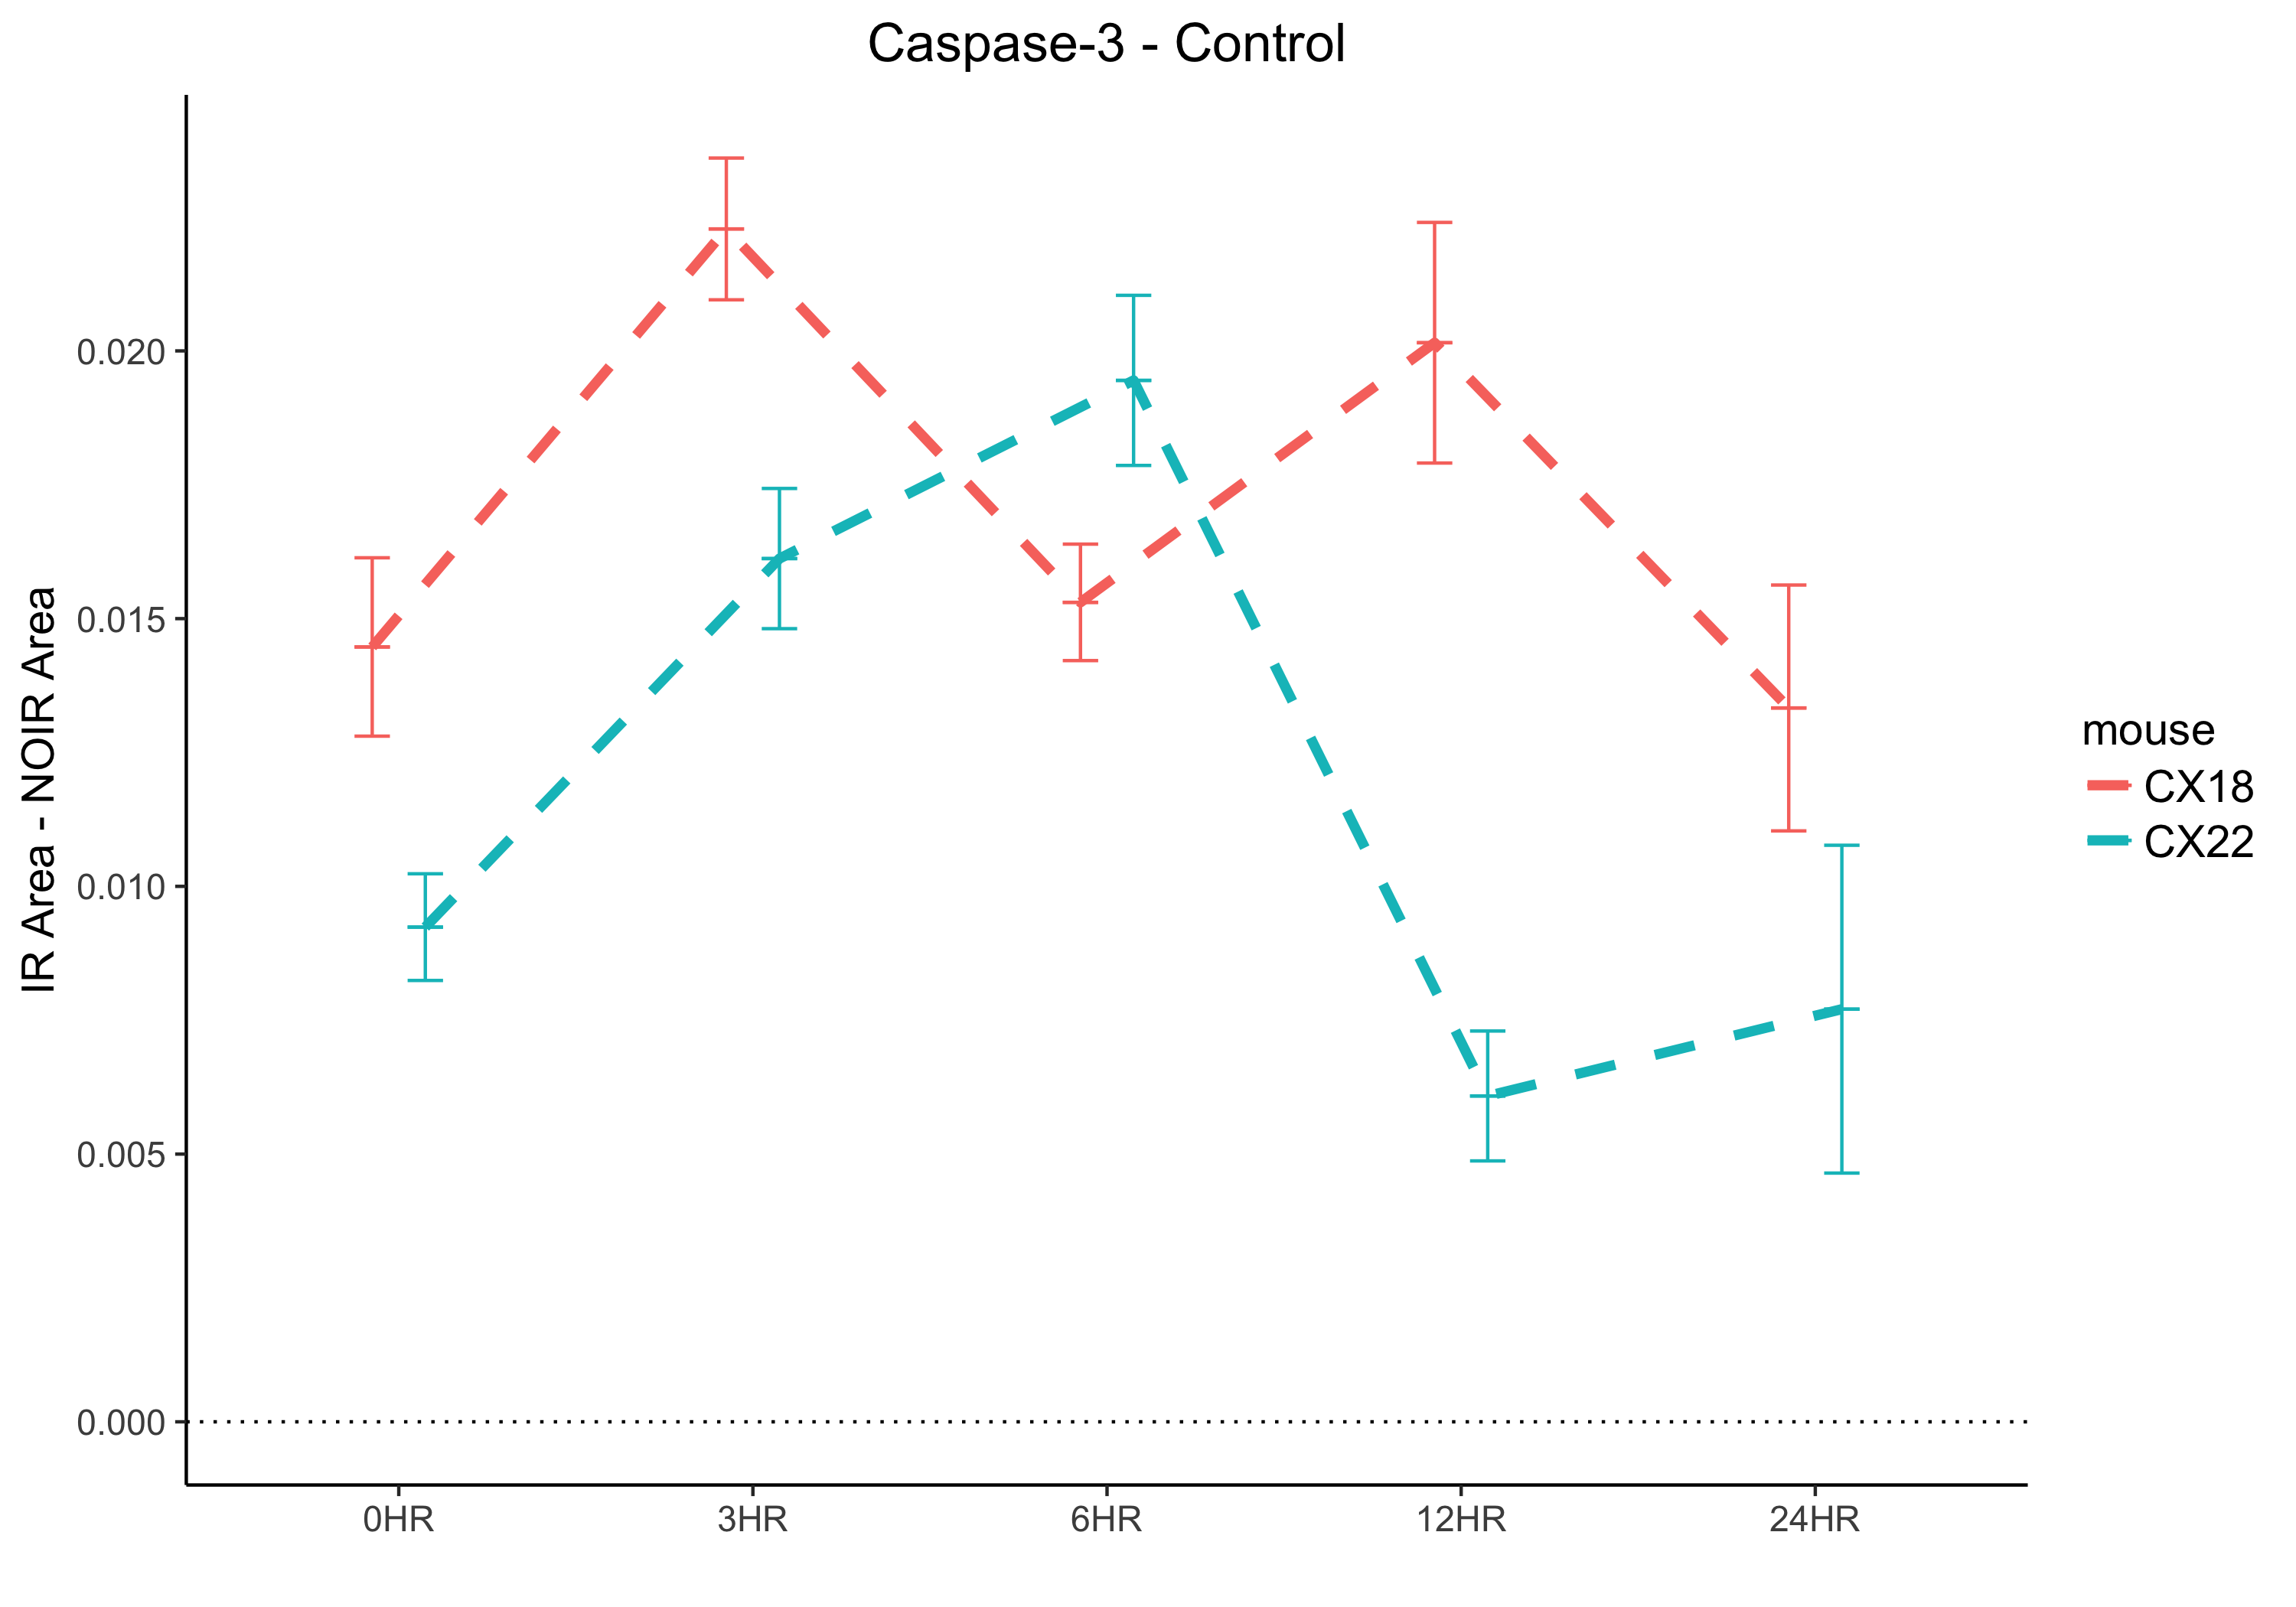 Caspase-3 - Control
IR Area - NOIR Area
0.020
0.015
0.010
0.005
0.000
0HR
3HR
6HR
12HR
24HR
mouse
CX18
CX22